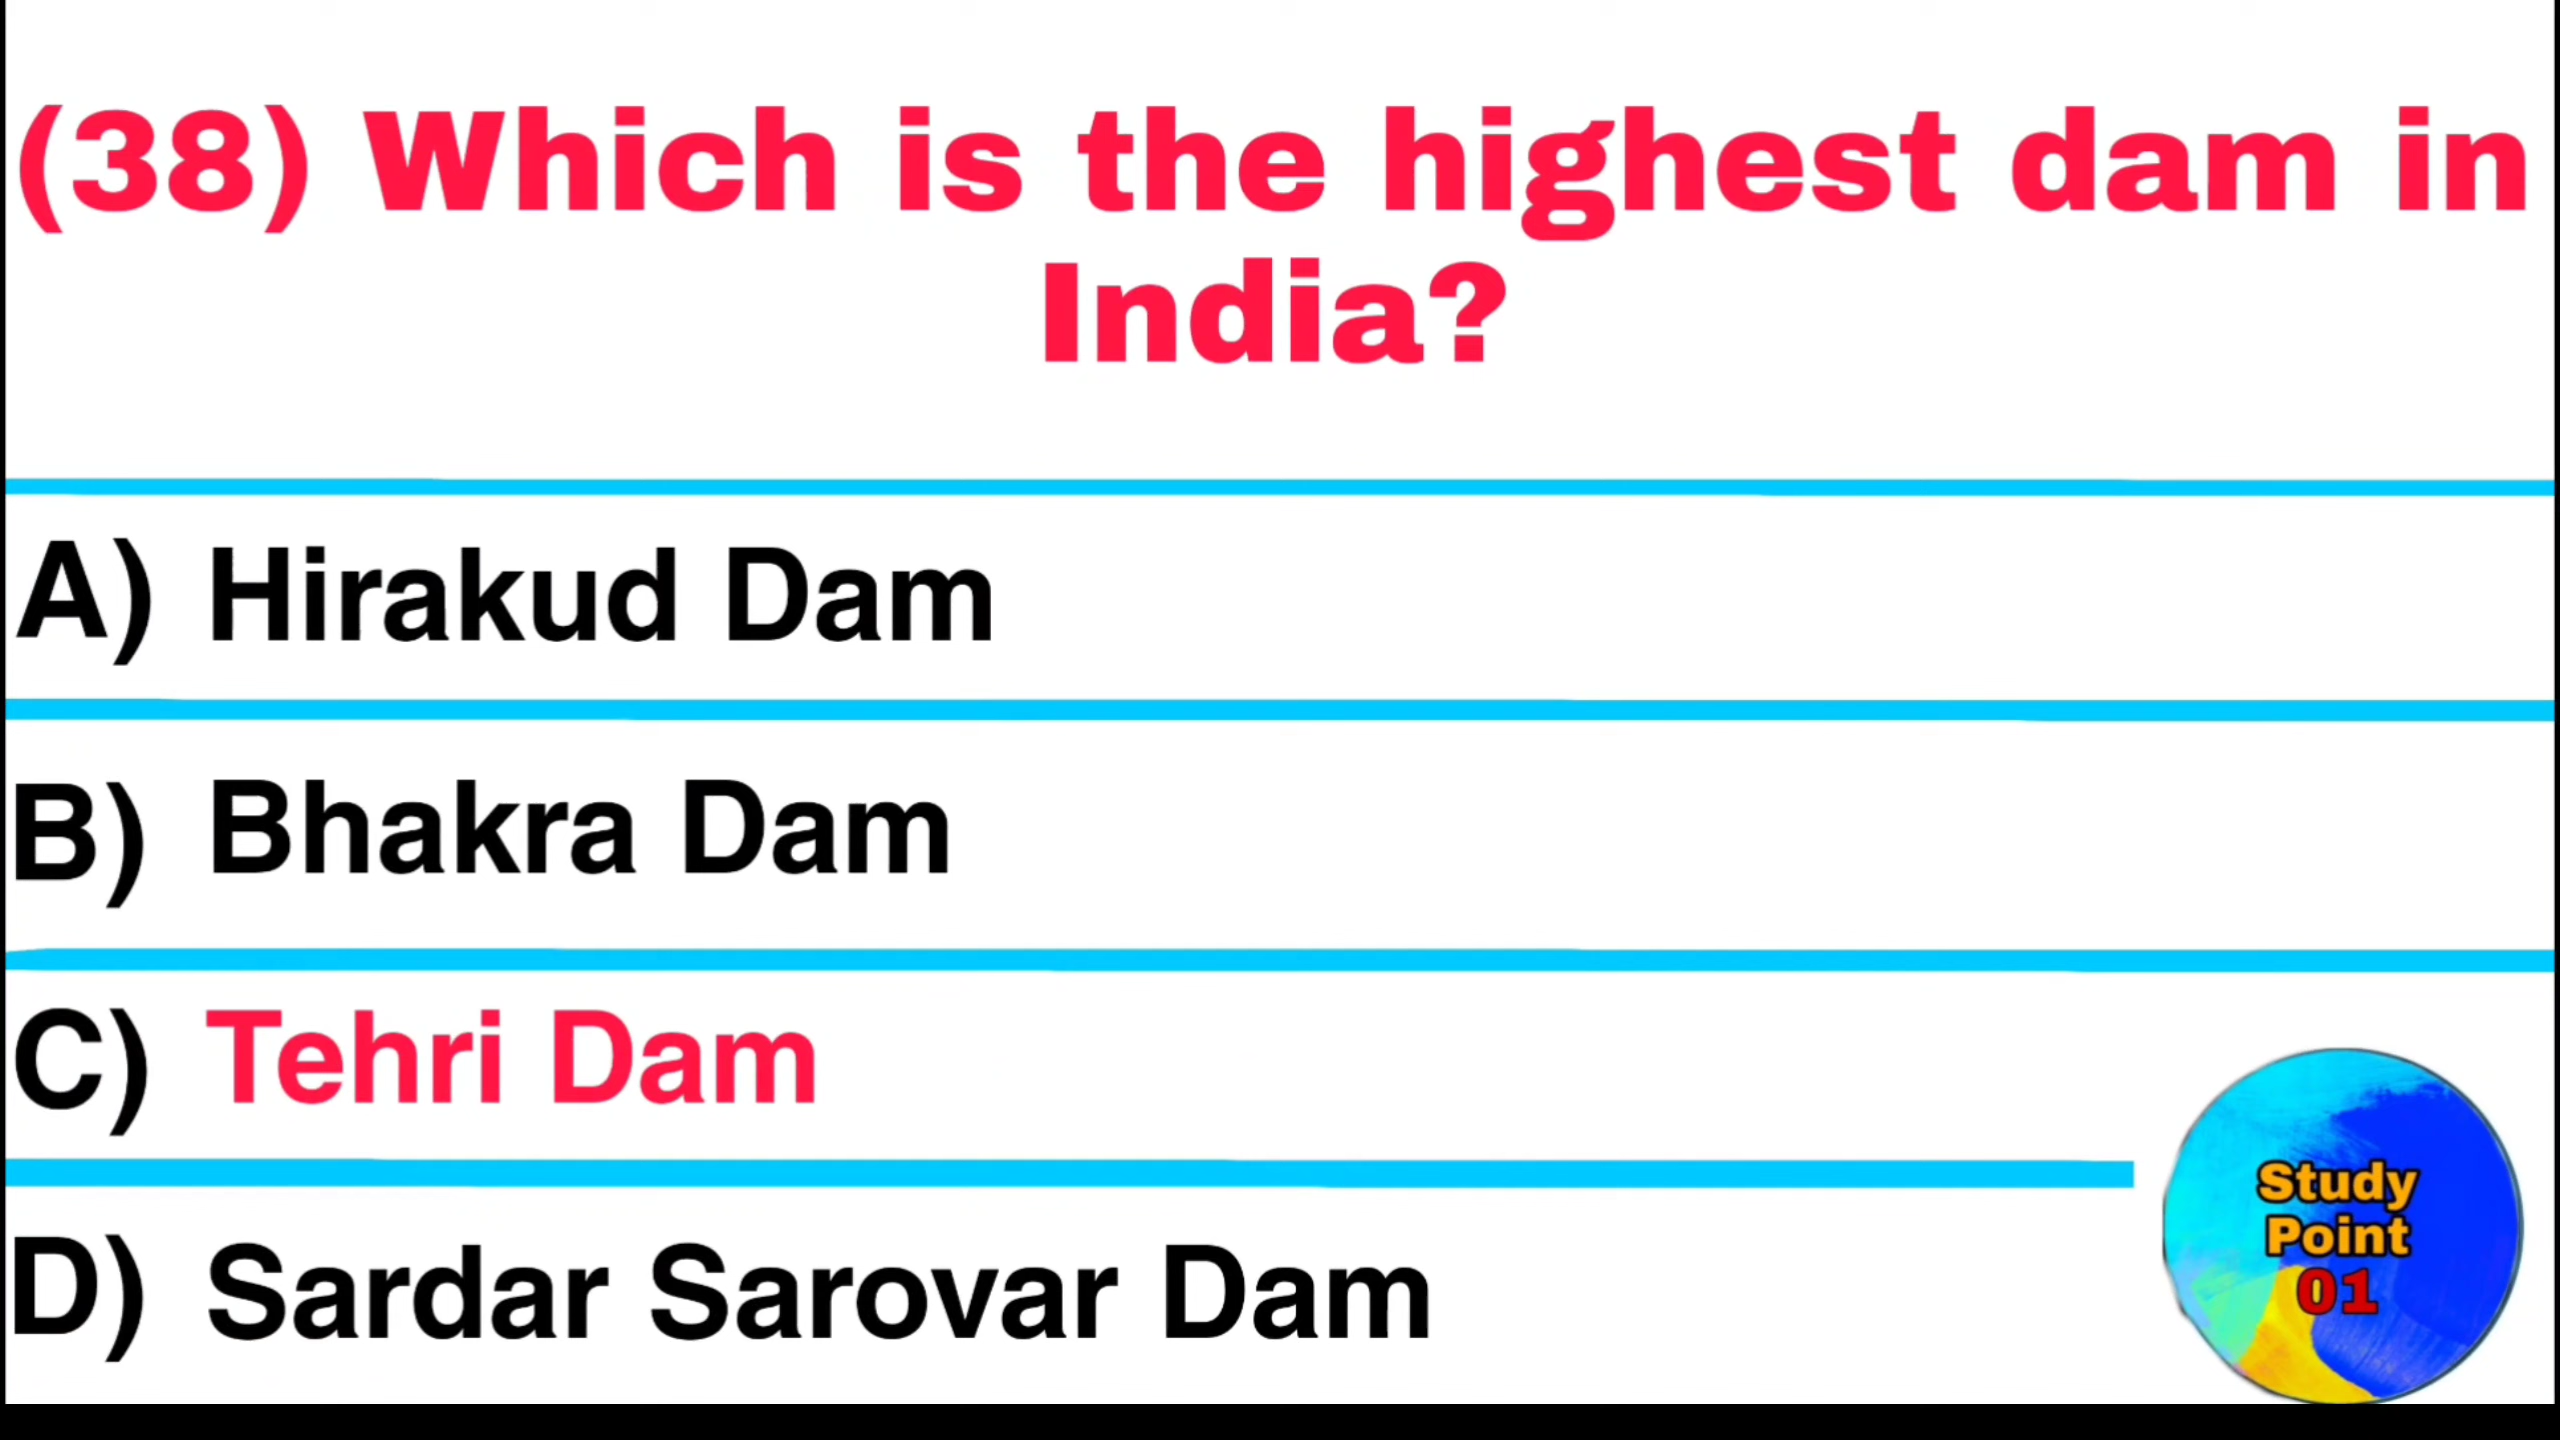 (38) Which is the highest dam in
India?
A) Hirakud Dam
B) Bhakra Dam
C) Tehri Dam
D) Sardar Sarovar Dam
Study
Point
01